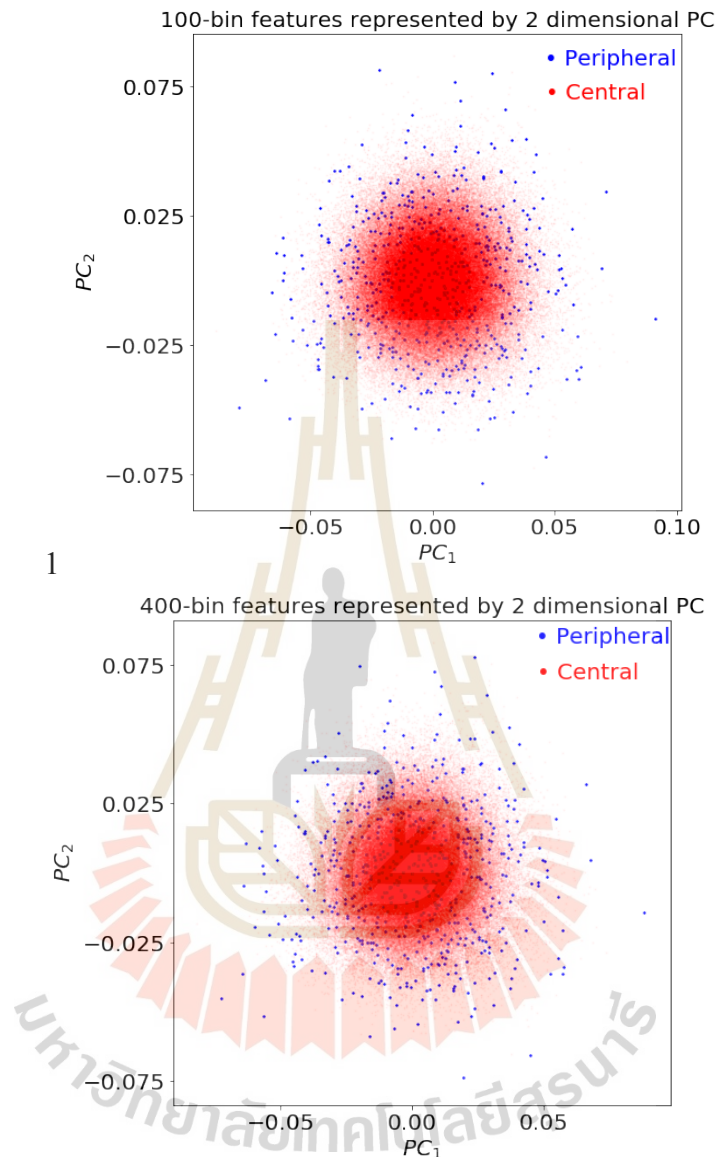 100-bin features represented by 2 dimensional PC
• Peripheral
• Central
0.075
0.025
−0.025
−0.075
PC₂
−0.05 0.00 0.05 0.10
PC₁
1
400-bin features represented by 2 dimensional PC
• Peripheral
• Central
0.075
0.025
−0.025
−0.075
PC₂
−0.05 0.00 0.05
PC₁
มหาวิทยาลัยเทคโนโลยีสุรนารี